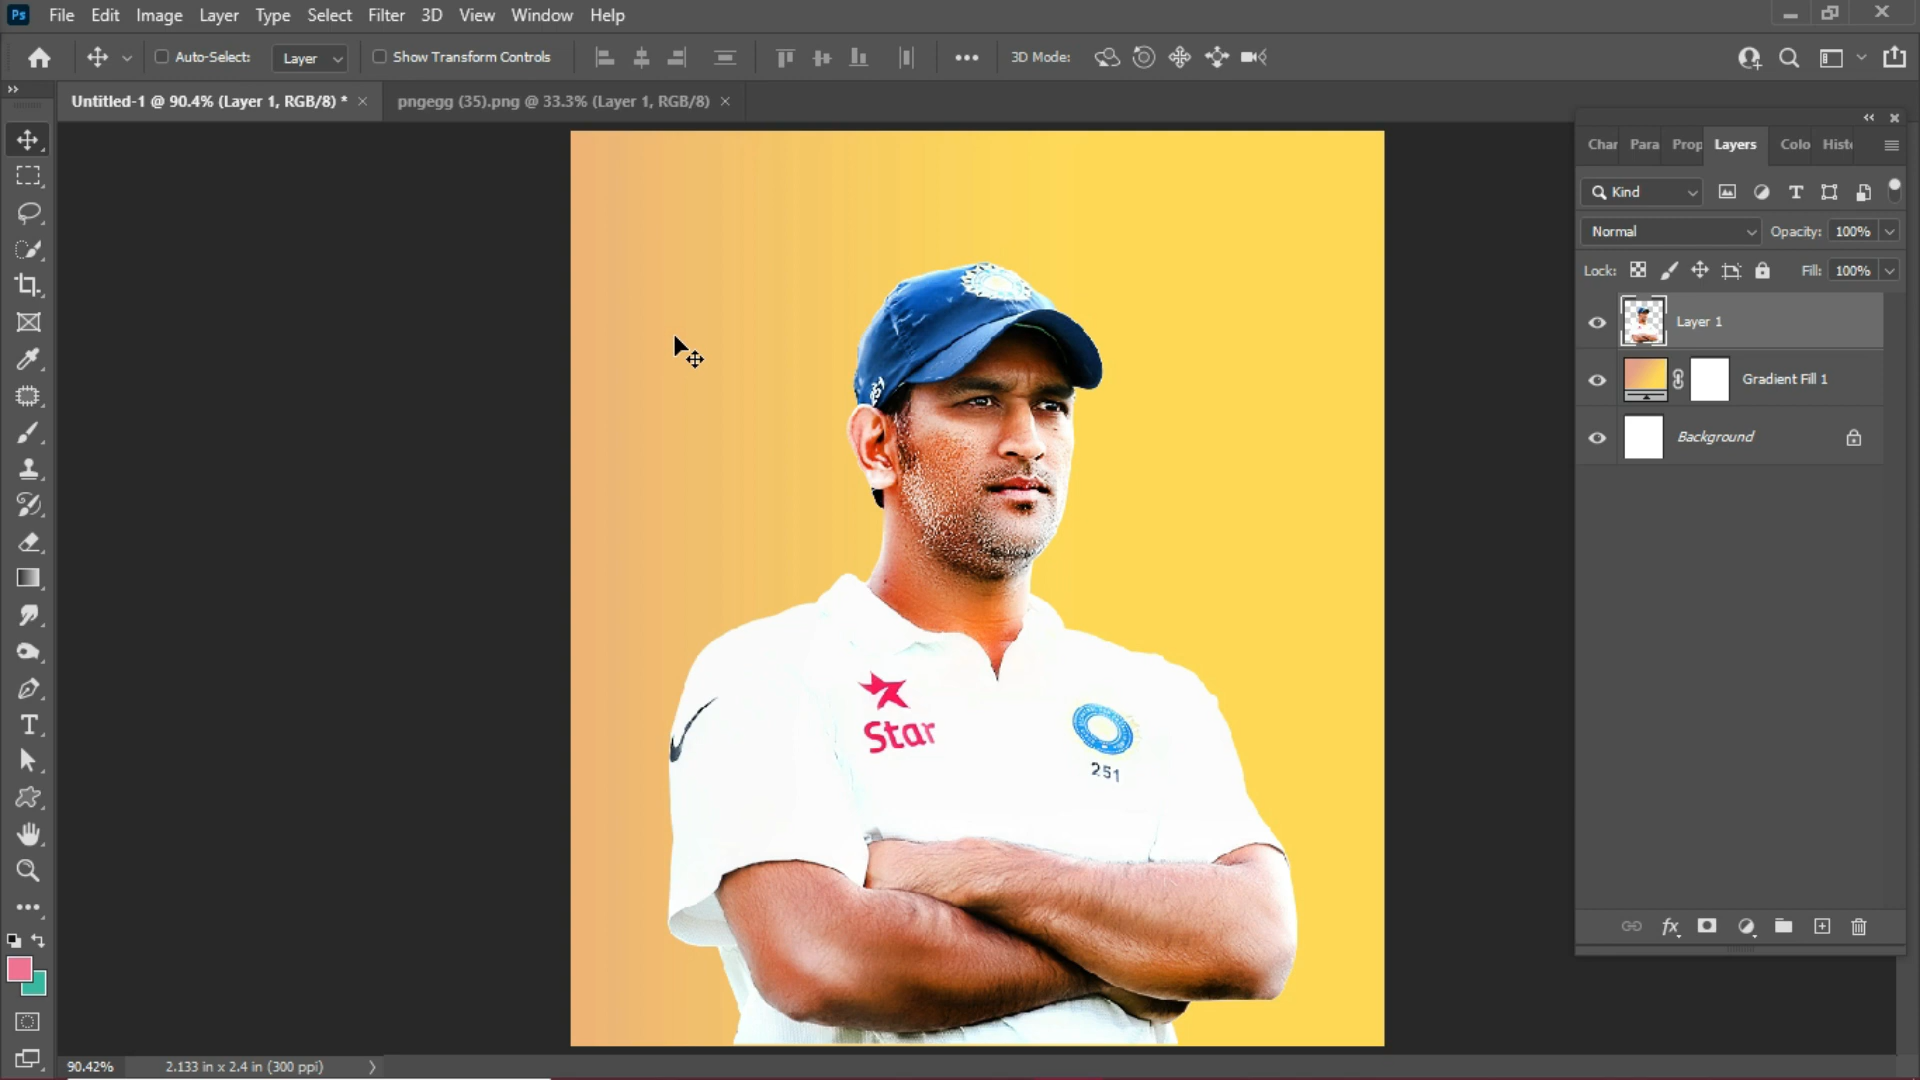 Ps File Edit Image Layer Type Select Filter 3D View Window Help
Auto-Select: Layer Show Transform Controls 3D Mode:
Untitled-1 @ 90.4% (Layer 1, RGB/8) * pngegg (35).png @ 33.3% (Layer 1, RGB/8)
Char Para Prop Layers Colo Histo
Kind
Normal Opacity: 100%
Lock: Fill: 100%
Layer 1
Gradient Fill 1
Background
Star
251
90.42% 2.133 in x 2.4 in (300 ppi)